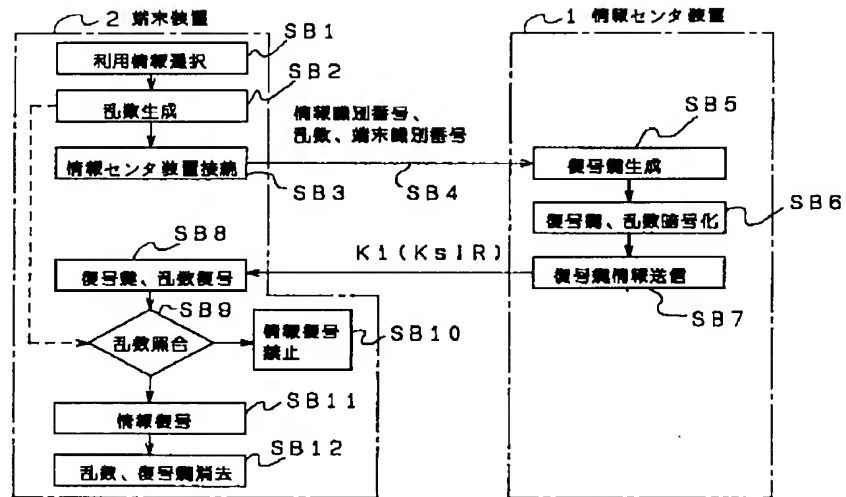 2 端末装置
1 情報センタ装置
SB1
利用情報選択
SB2
乱数生成
情報識別番号、
乱数、端末識別番号
SB5
情報センタ装置接続
復号鍵生成
SB3
SB4
SB6
復号鍵、乱数暗号化
SB8
K1(Ks||R)
復号鍵、乱数復号
復号鍵情報送信
SB9
SB7
乱数照合
情報復号
禁止
SB10
SB11
情報復号
SB12
乱数、復号鍵消去